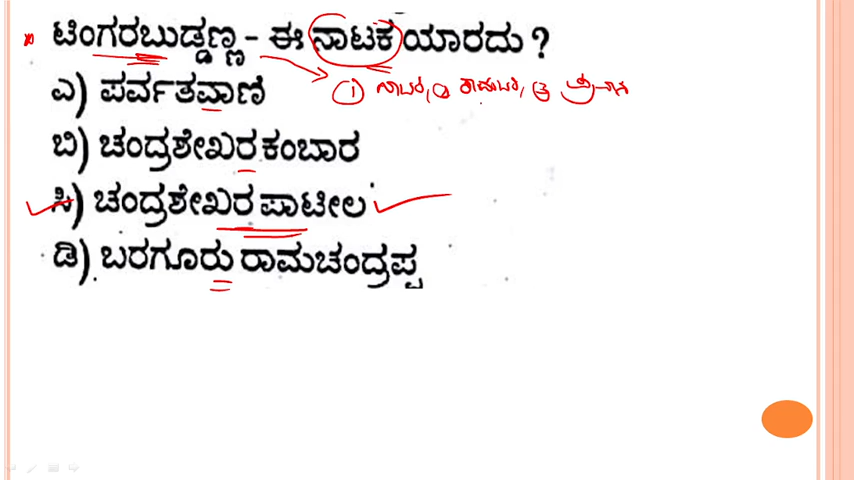 ಟಿಂಗರಬುಡ್ಡಣ್ಣ - ಈ ನಾಟಕ ಯಾರದು ?
ಎ) ಪರ್ವತವಾಣಿ
ಬಿ) ಚಂದ್ರಶೇಖರ ಕಂಬಾರ
ಸಿ) ಚಂದ್ರಶೇಖರ ಪಾಟೀಲ
ಡಿ) ಬರಗೂರು ರಾಮಚಂದ್ರಪ್ಪ